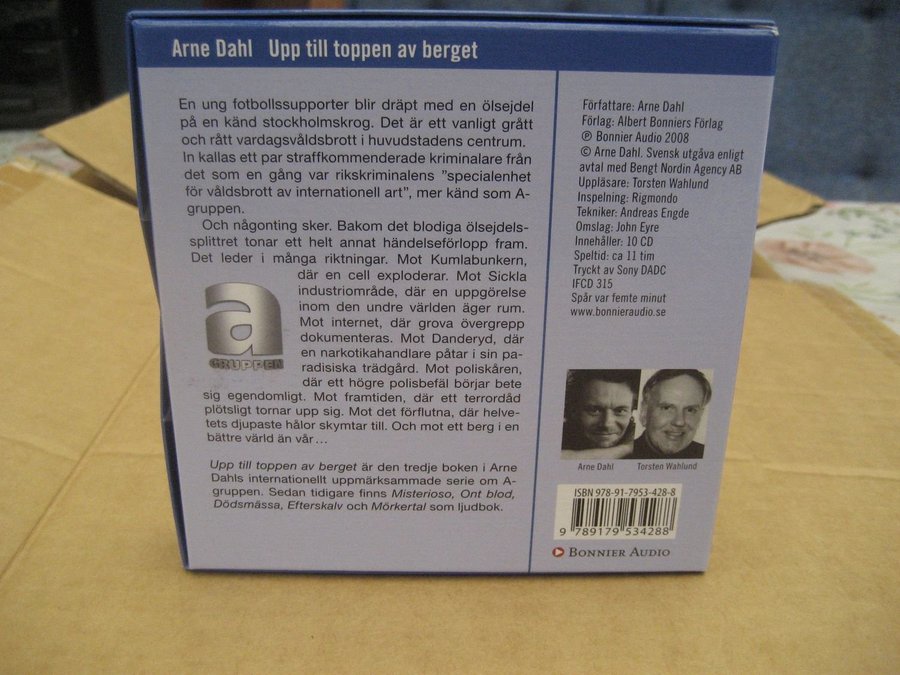 Arne Dahl Upp till toppen av berget
En ung fotbollssupporter blir dräpt med en ölsejdel
på en känd stockholmskrog. Det är ett vanligt grått
och rått vardagsvåldsbrott i huvudstadens centrum.
In kallas ett par straffkommenderade kriminalare från
det som en gång var rikskriminalens "specialenhet
för våldsbrott av internationell art", mer känd som A-
gruppen.
Och någonting sker. Bakom det blodiga ölsejdels-
splittret tonar ett helt annat händelseförlopp fram.
Det leder i många riktningar. Mot Kumlabunkern,
där en cell exploderar. Mot Sickla
industriområde, där en uppgörelse
inom den undre världen äger rum.
Mot internet, där grova övergrepp
dokumenteras. Mot Danderyd, där
en narkotikahandlare påtar i sin pa-
radisiska trädgård. Mot poliskåren,
där ett högre polisbefäl börjar bete
sig egendomligt. Mot framtiden, där ett terrordåd
plötsligt tornar upp sig. Mot det förflutna, där helve-
tets djupaste hålor skymtar till. Och mot ett berg i en
bättre värld än vår...
a
GRUPPEN
Upp till toppen av berget är den tredje boken i Arne
Dahls internationellt uppmärksammade serie om A-
gruppen. Sedan tidigare finns Misterioso, Ont blod,
Dödsmässa, Efterskalv och Mörkertal som ljudbok.
Författare: Arne Dahl
Förlag: Albert Bonniers Förlag
℗ Bonnier Audio 2008
© Arne Dahl. Svensk utgåva enligt
avtal med Bengt Nordin Agency AB
Uppläsare: Torsten Wahlund
Inspelning: Rigmondo
Tekniker: Andreas Engde
Omslag: John Eyre
Innehåller: 10 CD
Speltid: ca 11 tim
Tryckt av Sony DADC
IFCD 315
Spår var femte minut
www.bonnieraudio.se
Arne Dahl Torsten Wahlund
ISBN 978-91-7953-428-8
9 789179 534288
BONNIER AUDIO